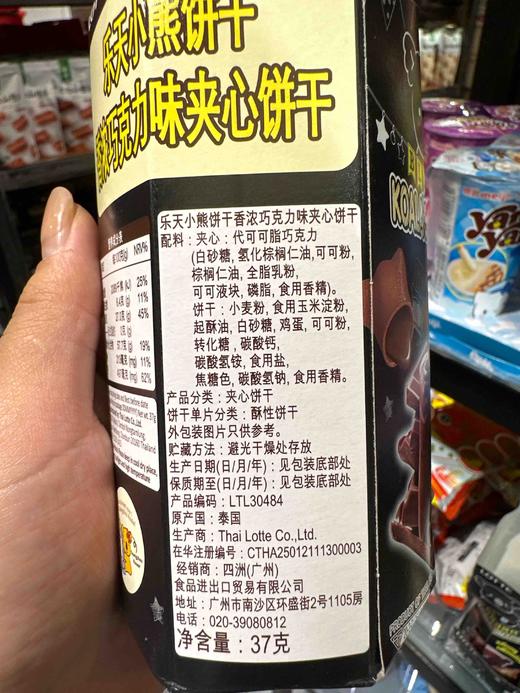 乐天小熊饼干
香浓巧克力味夹心饼干
NRV%
25%
11%
45%
19%
11%
62%
乐天小熊饼干香浓巧克力味夹心饼干
配料：夹心：代可可脂巧克力
(白砂糖, 氢化棕榈仁油, 可可粉,
棕榈仁油, 全脂乳粉,
可可液块, 磷脂, 食用香精)。
饼干：小麦粉, 食用玉米淀粉,
起酥油, 白砂糖, 鸡蛋, 可可粉,
转化糖, 碳酸钙,
碳酸氢铵, 食用盐,
焦糖色, 碳酸氢钠, 食用香精。
产品分类：夹心饼干
饼干单片分类：酥性饼干
外包装图片只供参考。
贮藏方法：避光干燥处存放
生产日期(日/月/年)：见包装底部处
保质期至(日/月/年)：见包装底部处
产品编码：LTL30484
原产国：泰国
生产商：Thai Lotte Co.,Ltd.
在华注册编号：CTHA25012111300003
经销商：四洲(广州)
食品进出口贸易有限公司
地址：广州市南沙区环盛街2号1105房
电话：020-39080812
净含量：37克
KOALA